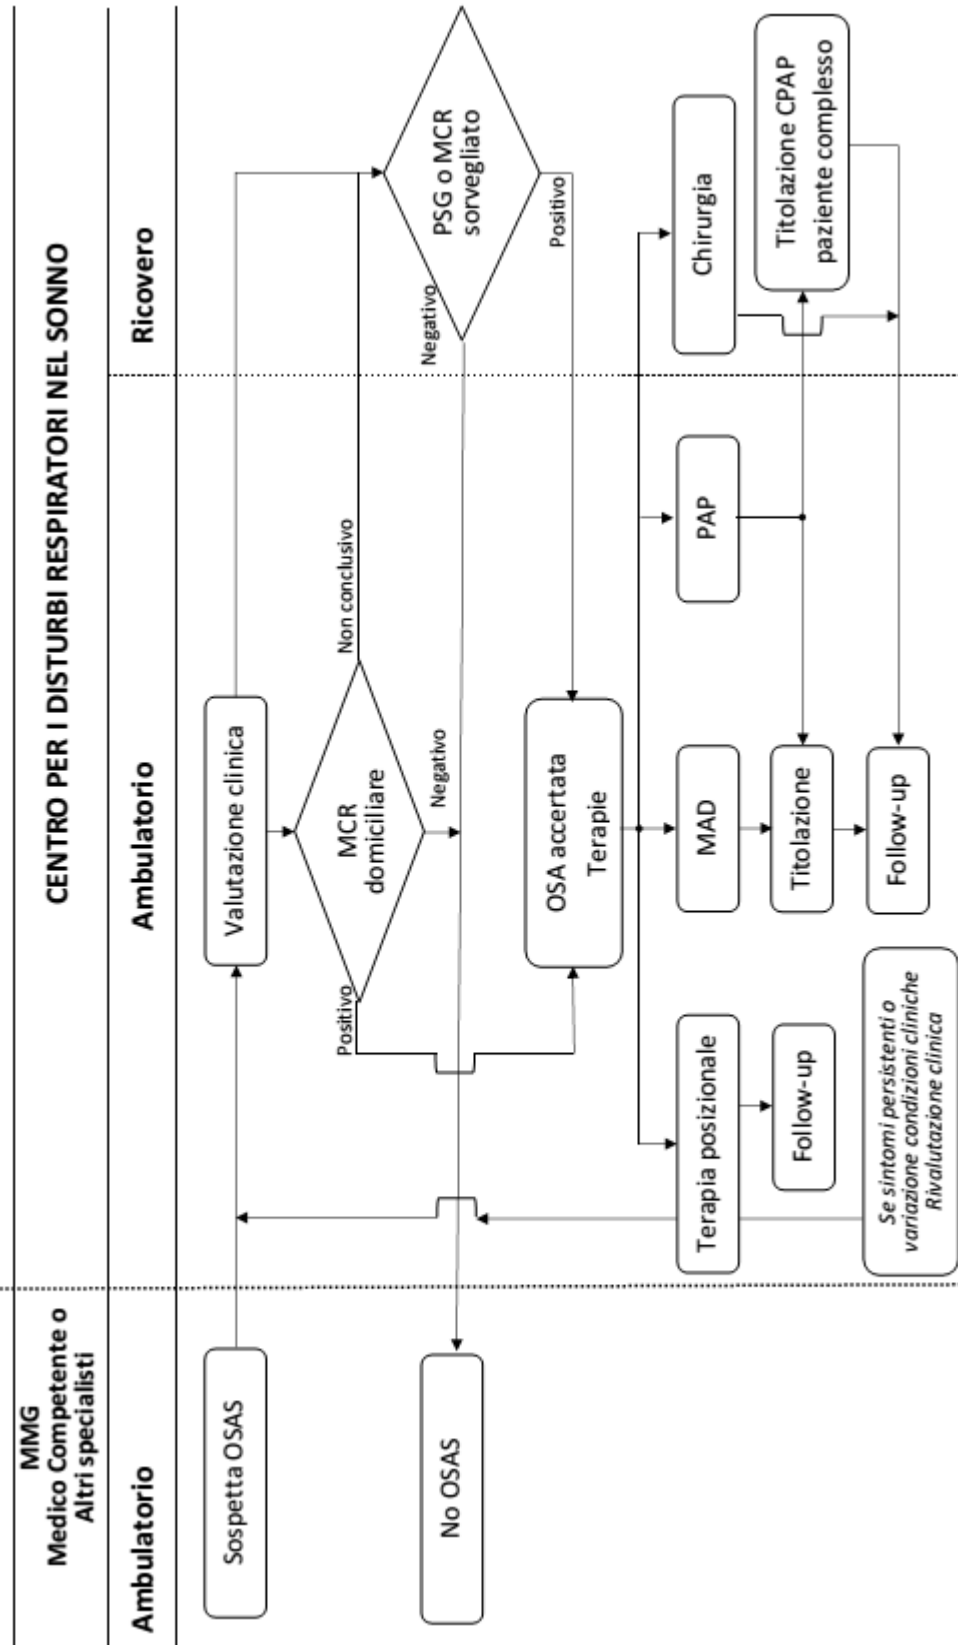 MMG
Medico Competente o
Altri specialisti
CENTRO PER I DISTURBI RESPIRATORI NEL SONNO
Ambulatorio
Ambulatorio
Ricovero
Sospetta OSAS
Valutazione clinica
MCR
domiciliare
Positivo
Non conclusivo
Negativo
PSG o MCR
sorvegliato
Negativo
Positivo
No OSAS
OSA accertata
Terapie
Terapia posizionale
MAD
PAP
Chirurgia
Follow-up
Titolazione
Titolazione CPAP
paziente complesso
Se sintomi persistenti o
variazione condizioni cliniche
Rivalutazione clinica
Follow-up